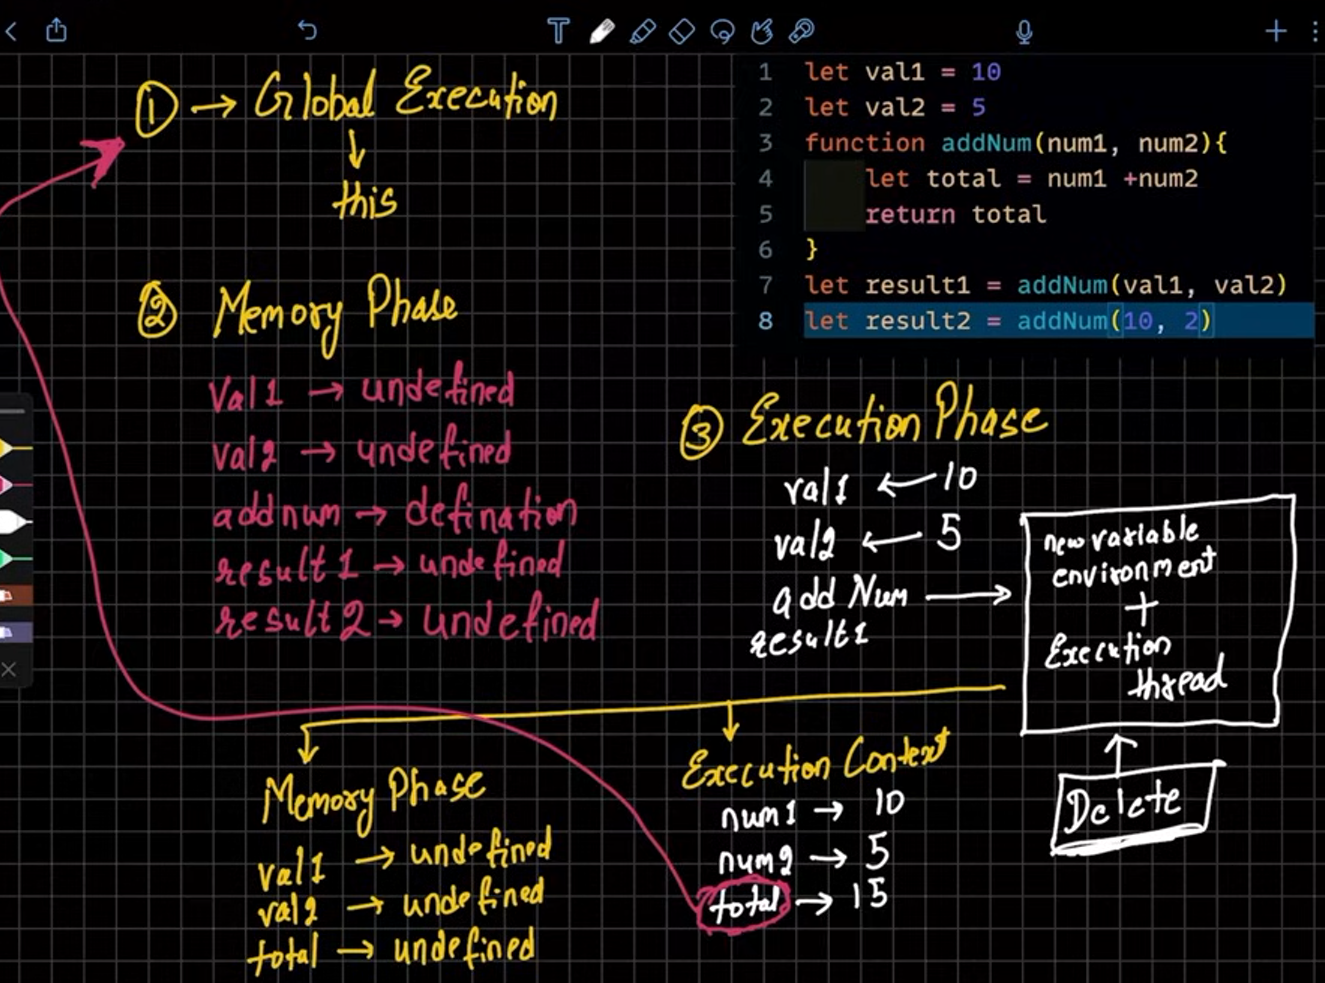 ① → Global Execution
↓
this
② Memory Phase
Val1 → undefined
val2 → undefined
addnum → defination
result1 → undefined
result2 → undefined
1 let val1 = 10
2 let val2 = 5
3 function addNum(num1, num2){
4 let total = num1 +num2
5 return total
6 }
7 let result1 = addNum(val1, val2)
8 let result2 = addNum(10, 2)
③ Execution Phase
val1 ← 10
val2 ← 5
add Num →
result1
new variable
environment
+
Execution
thread
Delete
Memory Phase
val1 → undefined
val2 → undefined
total → undefined
Execution Context
num1 → 10
num2 → 5
total → 15